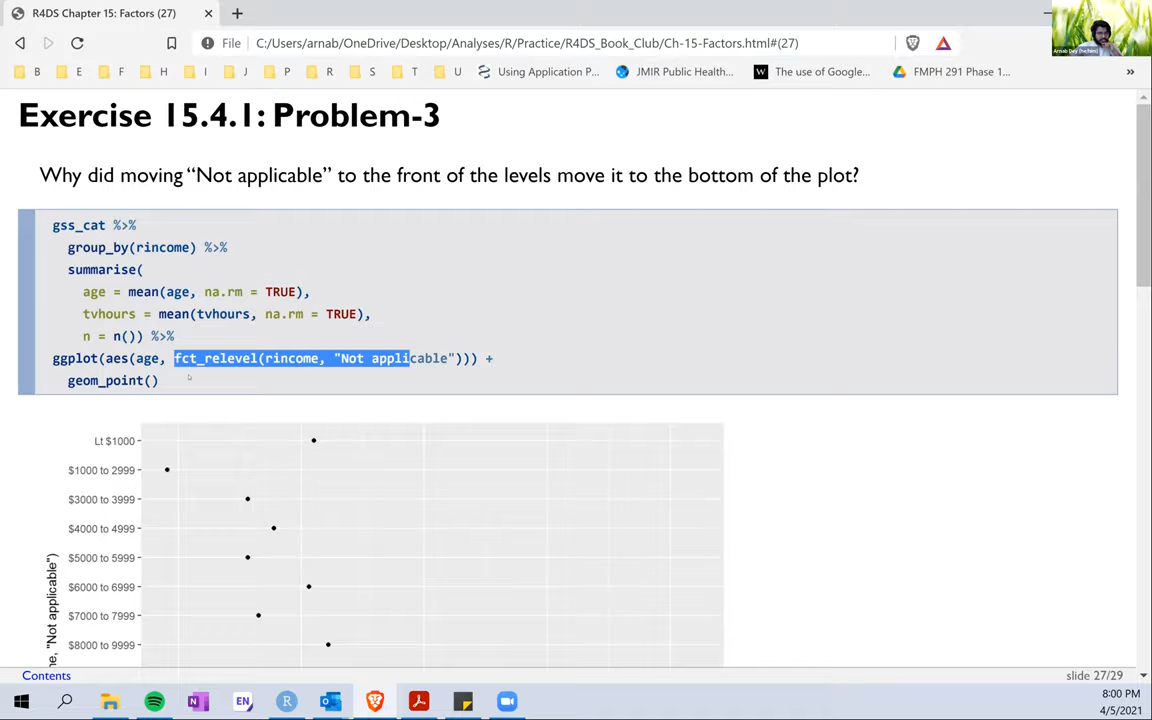 R4DS Chapter 15: Factors (27)
File C:/Users/arnab/OneDrive/Desktop/Analyses/R/Practice/R4DS_Book_Club/Ch-15-Factors.html#(27)
B E F H I J P R S T U Using Application P... JMIR Public Health... The use of Google... FMPH 291 Phase 1...
Exercise 15.4.1: Problem-3
Why did moving “Not applicable” to the front of the levels move it to the bottom of the plot?
gss_cat %>%
group_by(rincome) %>%
summarise(
age = mean(age, na.rm = TRUE),
tvhours = mean(tvhours, na.rm = TRUE),
n = n()) %>%
ggplot(aes(age, fct_relevel(rincome, "Not applicable"))) +
geom_point()
Lt $1000
$1000 to 2999
$3000 to 3999
$4000 to 4999
$5000 to 5999
$6000 to 6999
$7000 to 7999
$8000 to 9999
ne, "Not applicable")
Contents
slide 27/29
8:00 PM
4/5/2021